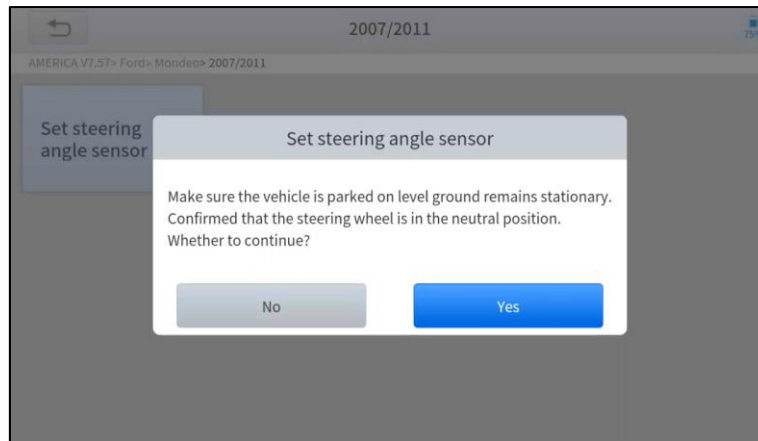 2007/2011
75%
AMERICA V7.57> Ford> Mondeo> 2007/2011
Set steering
angle sensor
Set steering angle sensor
Make sure the vehicle is parked on level ground remains stationary.
Confirmed that the steering wheel is in the neutral position.
Whether to continue?
No
Yes